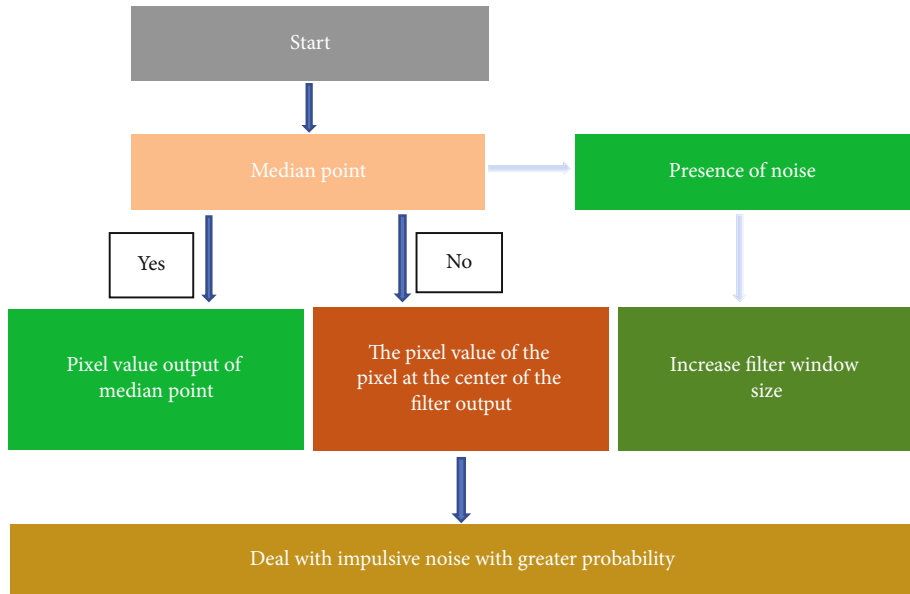 Start
Median point
Presence of noise
Yes
No
Pixel value output of
median point
The pixel value of the
pixel at the center of the
filter output
Increase filter window
size
Deal with impulsive noise with greater probability